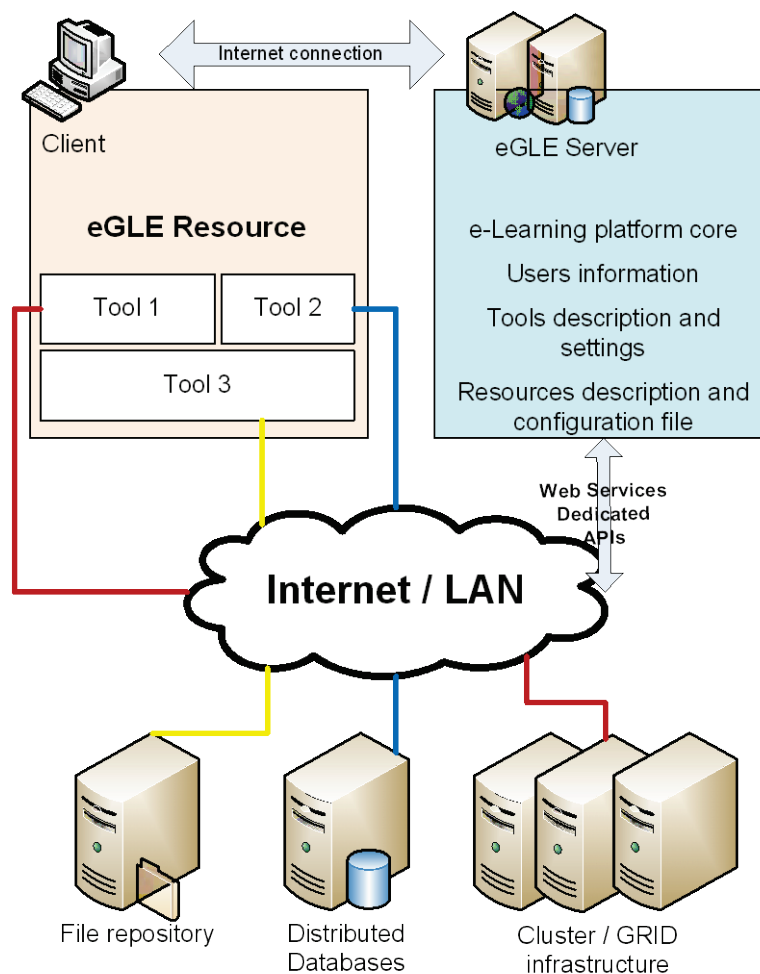 Internet connection
Client
eGLE Server
eGLE Resource
Tool 1
Tool 2
Tool 3
e-Learning platform core
Users information
Tools description and
settings
Resources description and
configuration file
Web Services
Dedicated
APIs
Internet / LAN
File repository
Distributed
Databases
Cluster / GRID
infrastructure